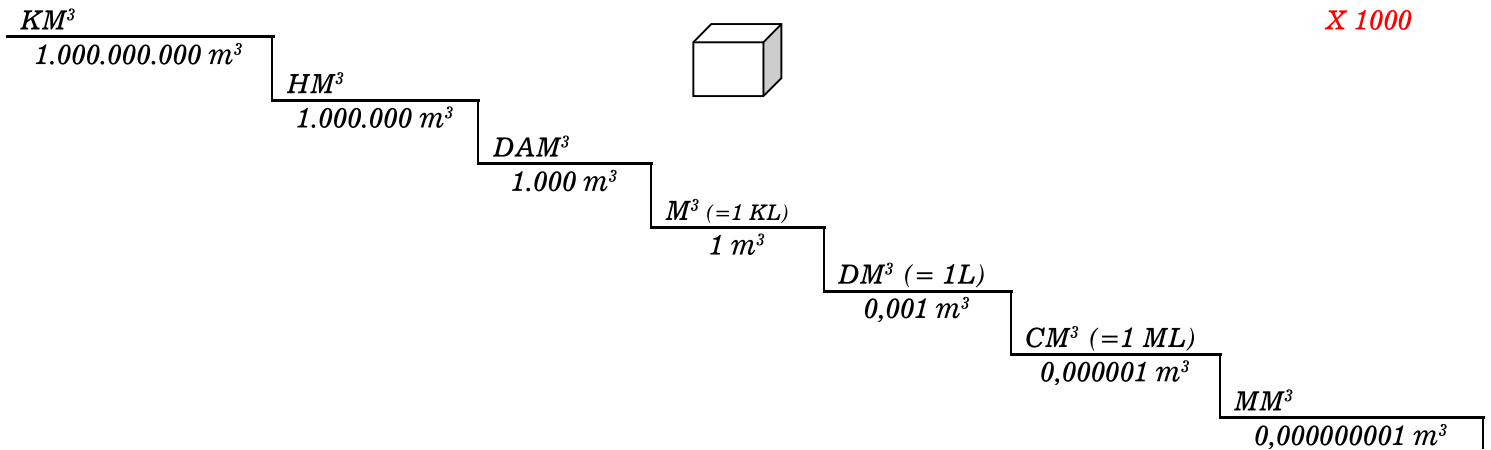 KM³
X 1000
1.000.000.000 m³
HM³
1.000.000 m³
DAM³
1.000 m³
M³ (=1 KL)
1 m³
DM³ (= 1L)
0,001 m³
CM³ (=1 ML)
0,000001 m³
MM³
0,000000001 m³